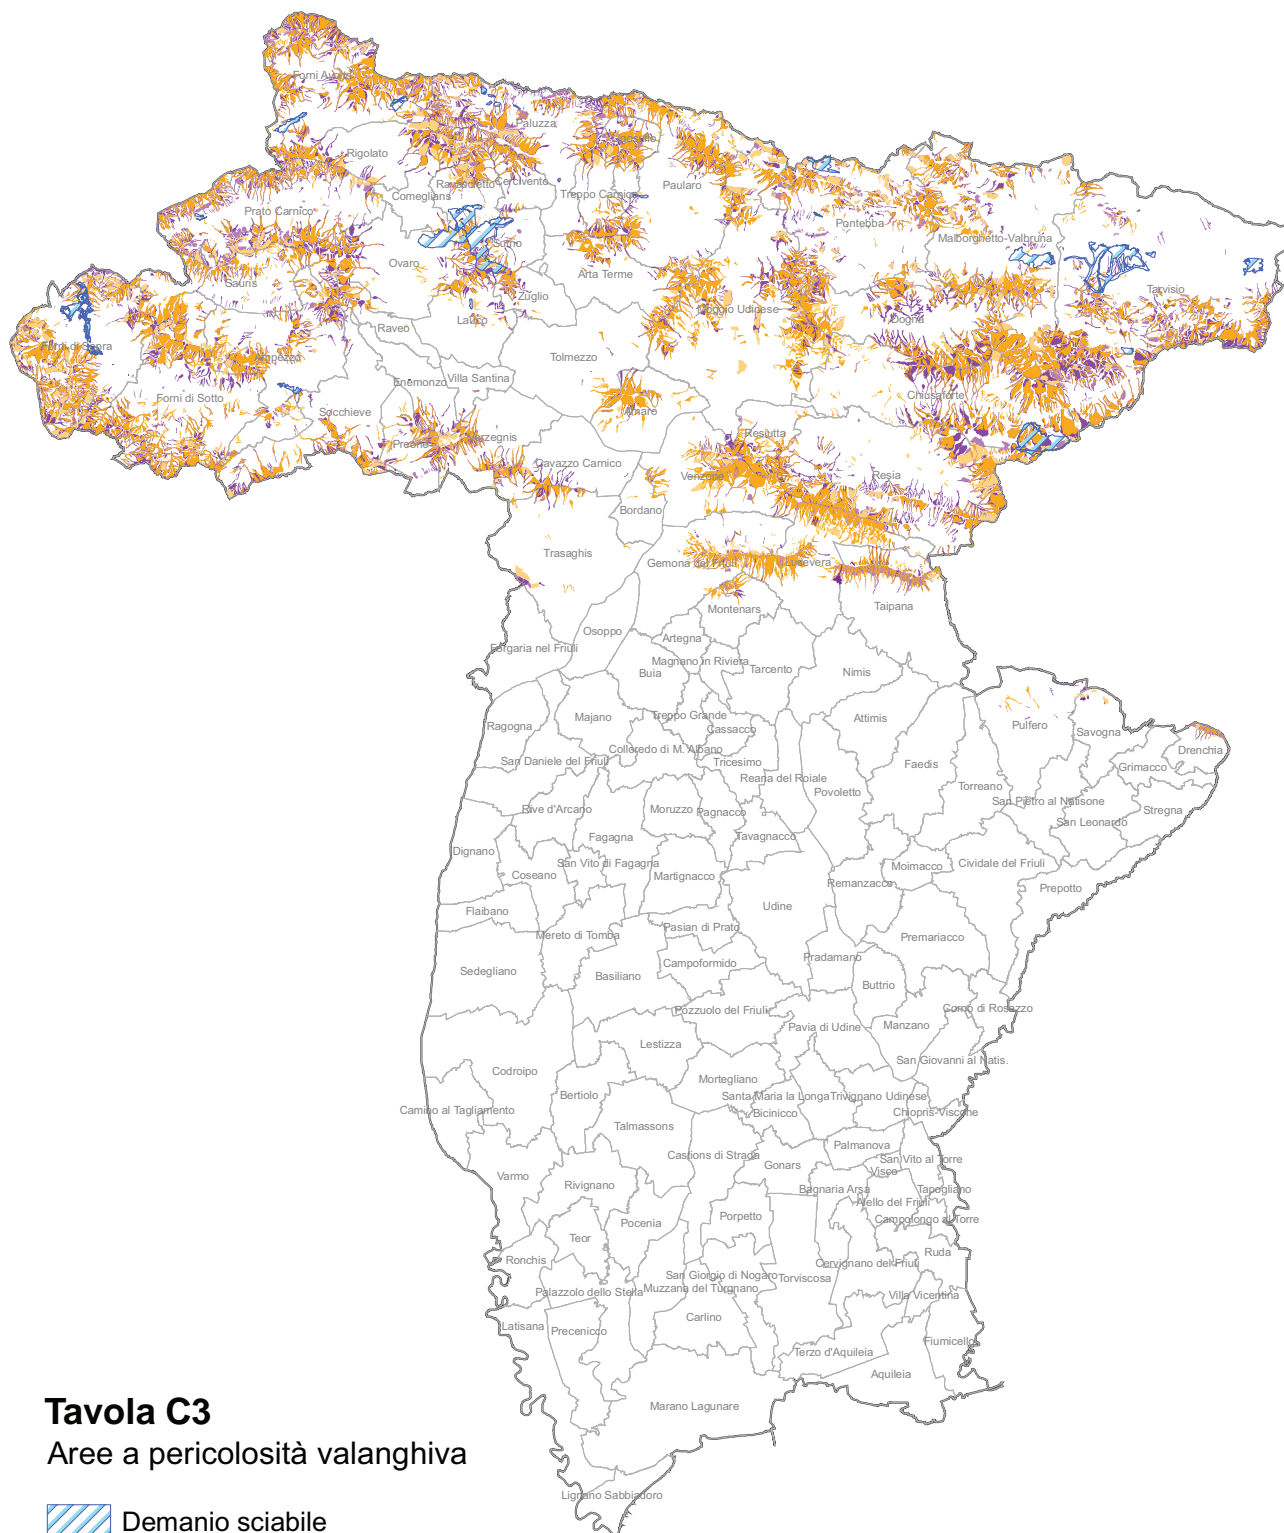 Forni Avoltri
Paluzza
Ligosullo
Rigolato
Ravascletto
Cercivento
Paularo
Treppo Carnico
Comeglians
Prato Carnico
Pontebba
Malborghetto-Valbruna
Sutrio
Ovaro
Arta Terme
Sauris
Tarvisio
Zuglio
Moggio Udinese
Lauco
Dogna
Raveo
Forni di Sopra
Ampezzo
Tolmezzo
Enemonzo
Villa Santina
Chiusaforte
Forni di Sotto
Socchieve
Amaro
Resiutta
Preone
Verzegnis
Cavazzo Carnico
Venzone
Resia
Bordano
Trasaghis
Gemona del Friuli
Lusevera
Montenars
Taipana
Osoppo
Artegna
Forgaria nel Friuli
Magnano in Riviera
Buia
Tarcento
Nimis
Majano
Treppo Grande
Attimis
Ragogna
Cassacco
Pulfero
Savogna
Colloredo di M. Albano
Drenchia
San Daniele del Friuli
Tricesimo
Faedis
Grimacco
Reana del Roiale
Torreano
Povoletto
San Pietro al Natisone
Rive d'Arcano
Moruzzo
Pagnacco
Stregna
San Leonardo
Fagagna
Tavagnacco
Dignano
San Vito di Fagagna
Moimacco
Cividale del Friuli
Coseano
Martignacco
Remanzacco
Prepotto
Flaibano
Udine
Mereto di Tomba
Pasian di Prato
Premariacco
Sedegliano
Basiliano
Campoformido
Pradamano
Buttrio
Pozzuolo del Friuli
Corno di Rosazzo
Pavia di Udine
Manzano
Lestizza
San Giovanni al Natis.
Codroipo
Mortegliano
Bertiolo
Santa Maria la Longa
Trivignano Udinese
Camino al Tagliamento
Bicinicco
Chiopris-Viscone
Talmassons
Palmanova
Castions di Strada
San Vito al Torre
Gonars
Visco
Varmo
Rivignano
Bagnaria Arsa
Tapogliano
Aiello del Friuli
Pocenia
Porpetto
Campolongo al Torre
Teor
Ruda
Ronchis
Cervignano del Friuli
San Giorgio di Nogaro
Torviscosa
Palazzolo dello Stella
Muzzana del Turgnano
Villa Vicentina
Latisana
Precenicco
Carlino
Fiumicello
Terzo d'Aquileia
Aquileia
Marano Lagunare
Lignano Sabbiadoro
Tavola C3
Aree a pericolosità valanghiva
Demanio sciabile